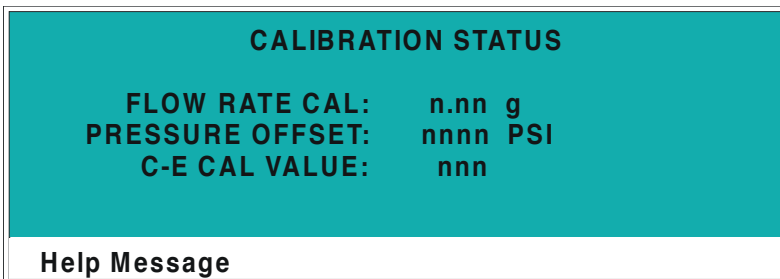 CALIBRATION STATUS
FLOW RATE CAL: n.nn g
PRESSURE OFFSET: nnnn PSI
C-E CAL VALUE: nnn
Help Message